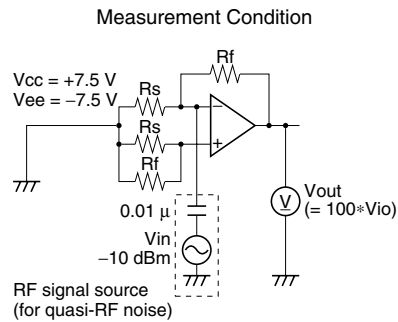 Measurement Condition
Vcc = +7.5 V
Vee = −7.5 V
Rf
Rs
−
Rs
+
Rf
0.01 μ
Vin
−10 dBm
V
Vout
(= 100*Vio)
RF signal source
(for quasi-RF noise)